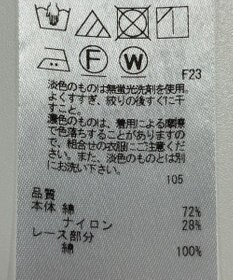 F
W
F23
淡色のものは無蛍光洗剤を使用。
よくすすぎ、絞りの後すぐに干
すこと。
濃色のものは、着用による摩擦
で色落ちすることがありますの
で、組合せの衣服にご注意くださ
い。また、淡色のものとは別に
お洗い下さい。
105
品質
本体 綿 72%
ナイロン 28%
レース部分
綿 100%